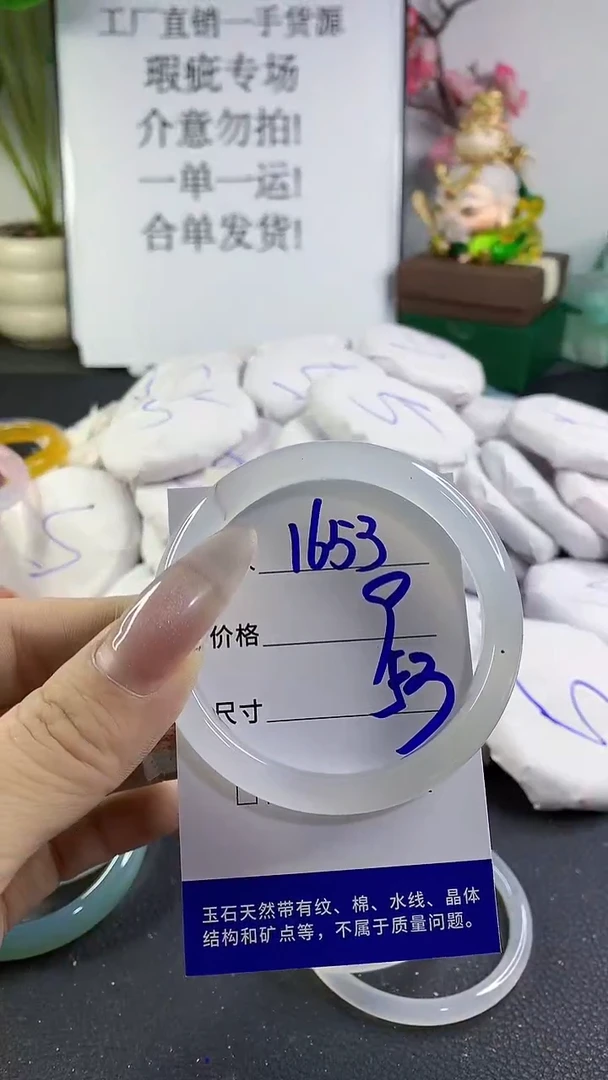 工厂直销一手货源
瑕疵专场
介意勿拍!
一单一运!
合单发货!
1653
价格
尺寸
53
玉石天然带有纹、棉、水线、晶体
结构和矿点等，不属于质量问题。